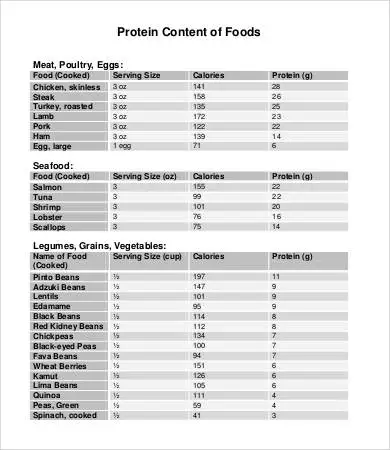 Protein Content of Foods
Meat, Poultry, Eggs:
Food (Cooked) Serving Size Calories Protein (g)
Chicken, skinless 3 oz 141 28
Steak 3 oz 158 26
Turkey, roasted 3 oz 135 25
Lamb 3 oz 172 23
Pork 3 oz 122 22
Ham 3 oz 139 14
Egg, large 1 egg 71 6
Seafood:
Food (Cooked) Serving Size (oz) Calories Protein (g)
Salmon 3 155 22
Tuna 3 99 22
Shrimp 3 101 20
Lobster 3 76 16
Scallops 3 75 14
Legumes, Grains, Vegetables:
Name of Food Serving Size (cup) Calories Protein (g)
(Cooked)
Pinto Beans ½ 197 11
Adzuki Beans ½ 147 9
Lentils ½ 101 9
Edamame ½ 95 9
Black Beans ½ 114 8
Red Kidney Beans ½ 112 8
Chickpeas ½ 134 7
Black-eyed Peas ½ 100 7
Fava Beans ½ 94 7
Wheat Berries ½ 151 6
Kamut ½ 126 6
Lima Beans ½ 105 6
Quinoa ½ 111 4
Peas, Green ½ 59 4
Spinach, cooked ½ 41 3